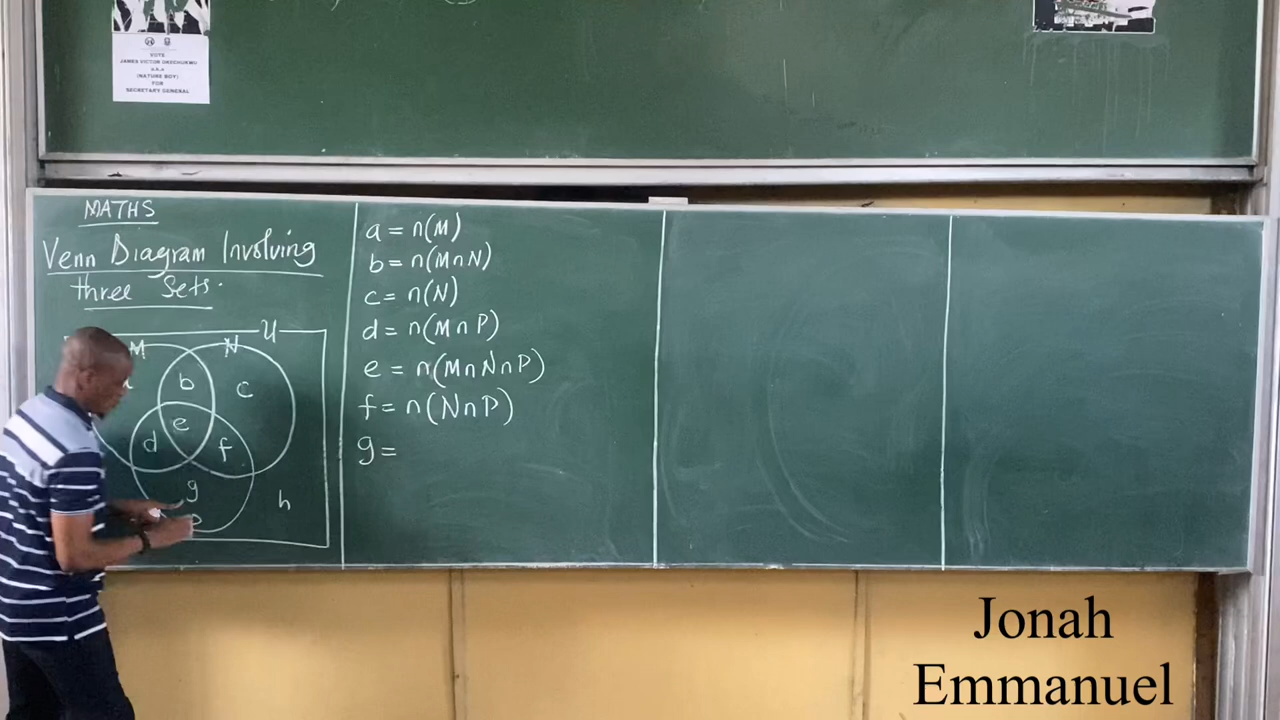 VOTE
JAMES VICTOR OKECHUKWU
a.k.a
(NATURE BOY)
FOR
SECRETARY GENERAL
MATHS
Venn Diagram Involving
three Sets.
U
M
N
b
c
e
d
f
g
h
P
a = n(M)
b = n(M∩N)
c = n(N)
d = n(M∩P)
e = n(M∩N∩P)
f = n(N∩P)
g =
Jonah
Emmanuel